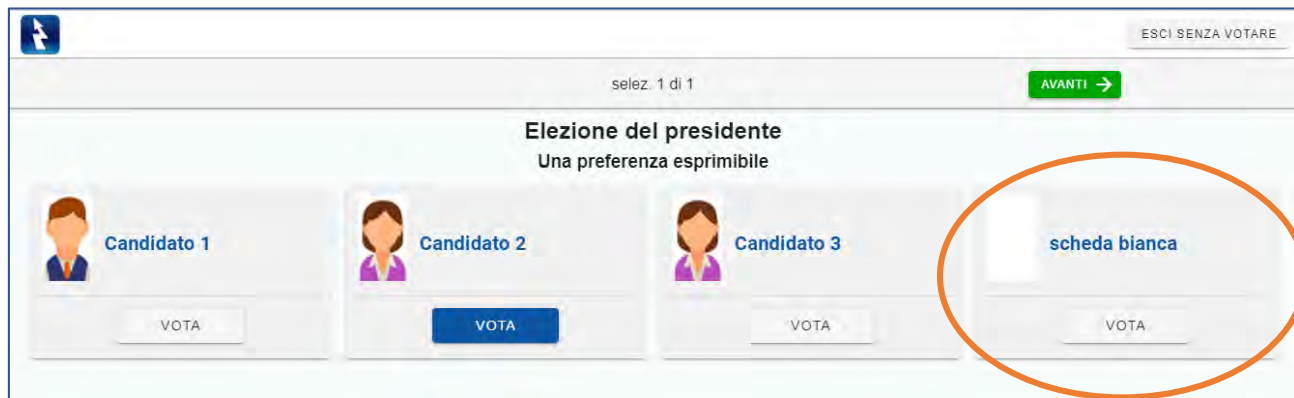 ESCI SENZA VOTARE
selez. 1 di 1
AVANTI →
Elezione del presidente
Una preferenza esprimibile
Candidato 1
Candidato 2
Candidato 3
scheda bianca
VOTA
VOTA
VOTA
VOTA